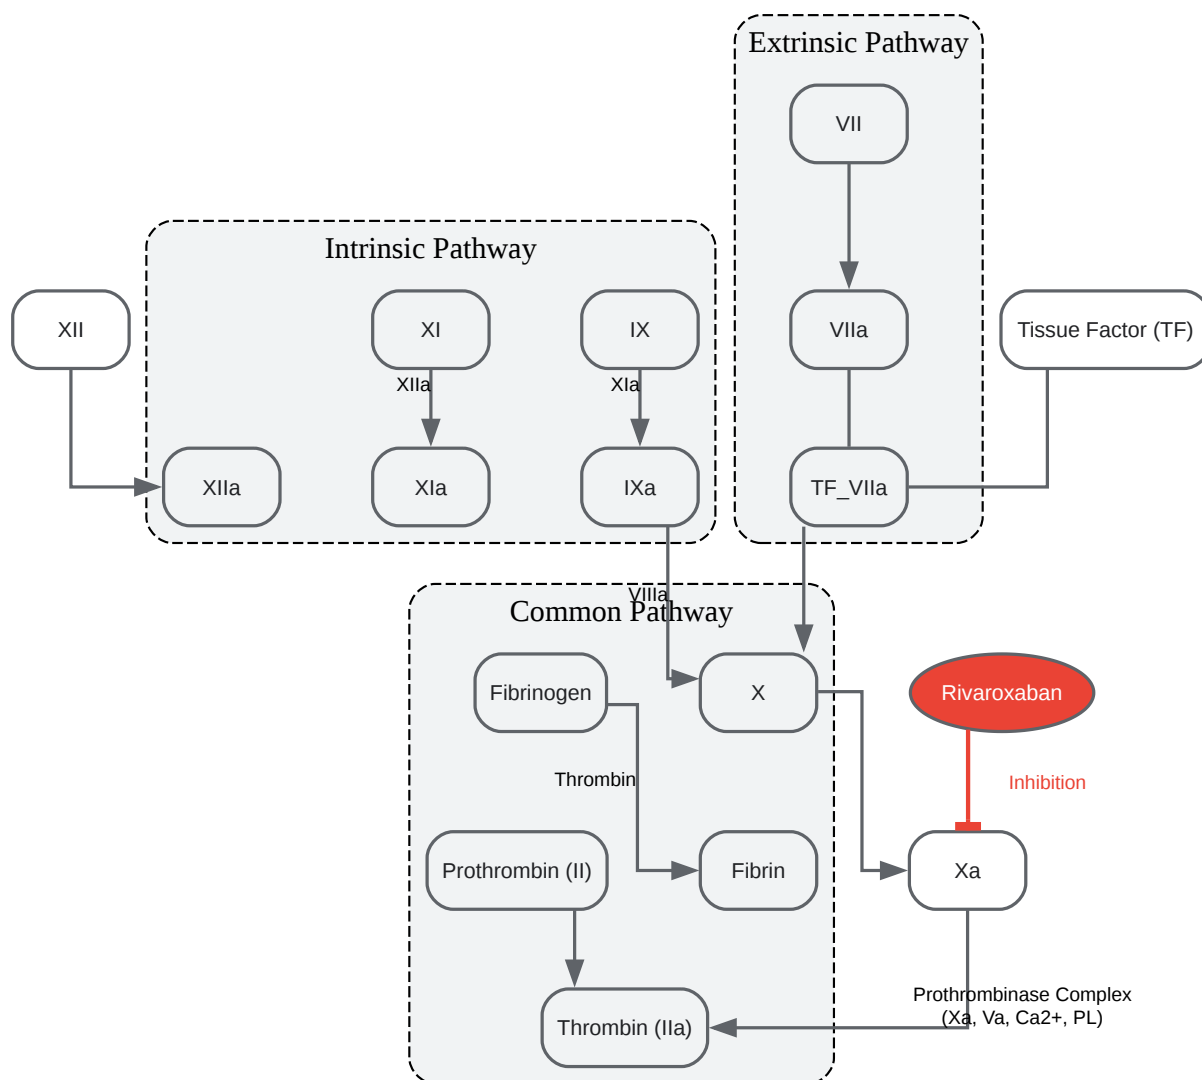 Extrinsic Pathway
VII
Intrinsic Pathway
XII
XI
IX
VIIa
Tissue Factor (TF)
XIIa
XIa
XIIa
XIa
IXa
TF_VIIa
VIIIa
Common Pathway
Fibrinogen
X
Rivaroxaban
Thrombin
Inhibition
Prothrombin (II)
Fibrin
Xa
Prothrombinase Complex
(Xa, Va, Ca2+, PL)
Thrombin (IIa)